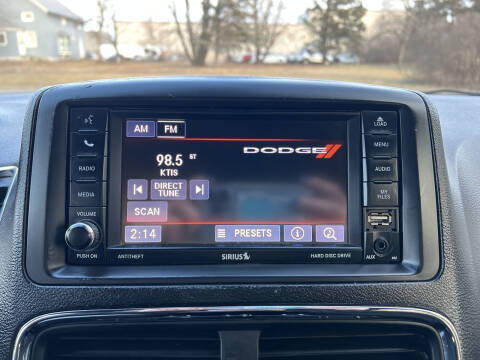 AM FM
98.5 ST
KTIS
DODGE
DIRECT TUNE
SCAN
2:14
PRESETS
RADIO
MEDIA
VOLUME
PUSH ON
ANTITHEFT
SIRIUS
HARD DISC DRIVE
LOAD
MENU
AUDIO
MY FILES
AUX